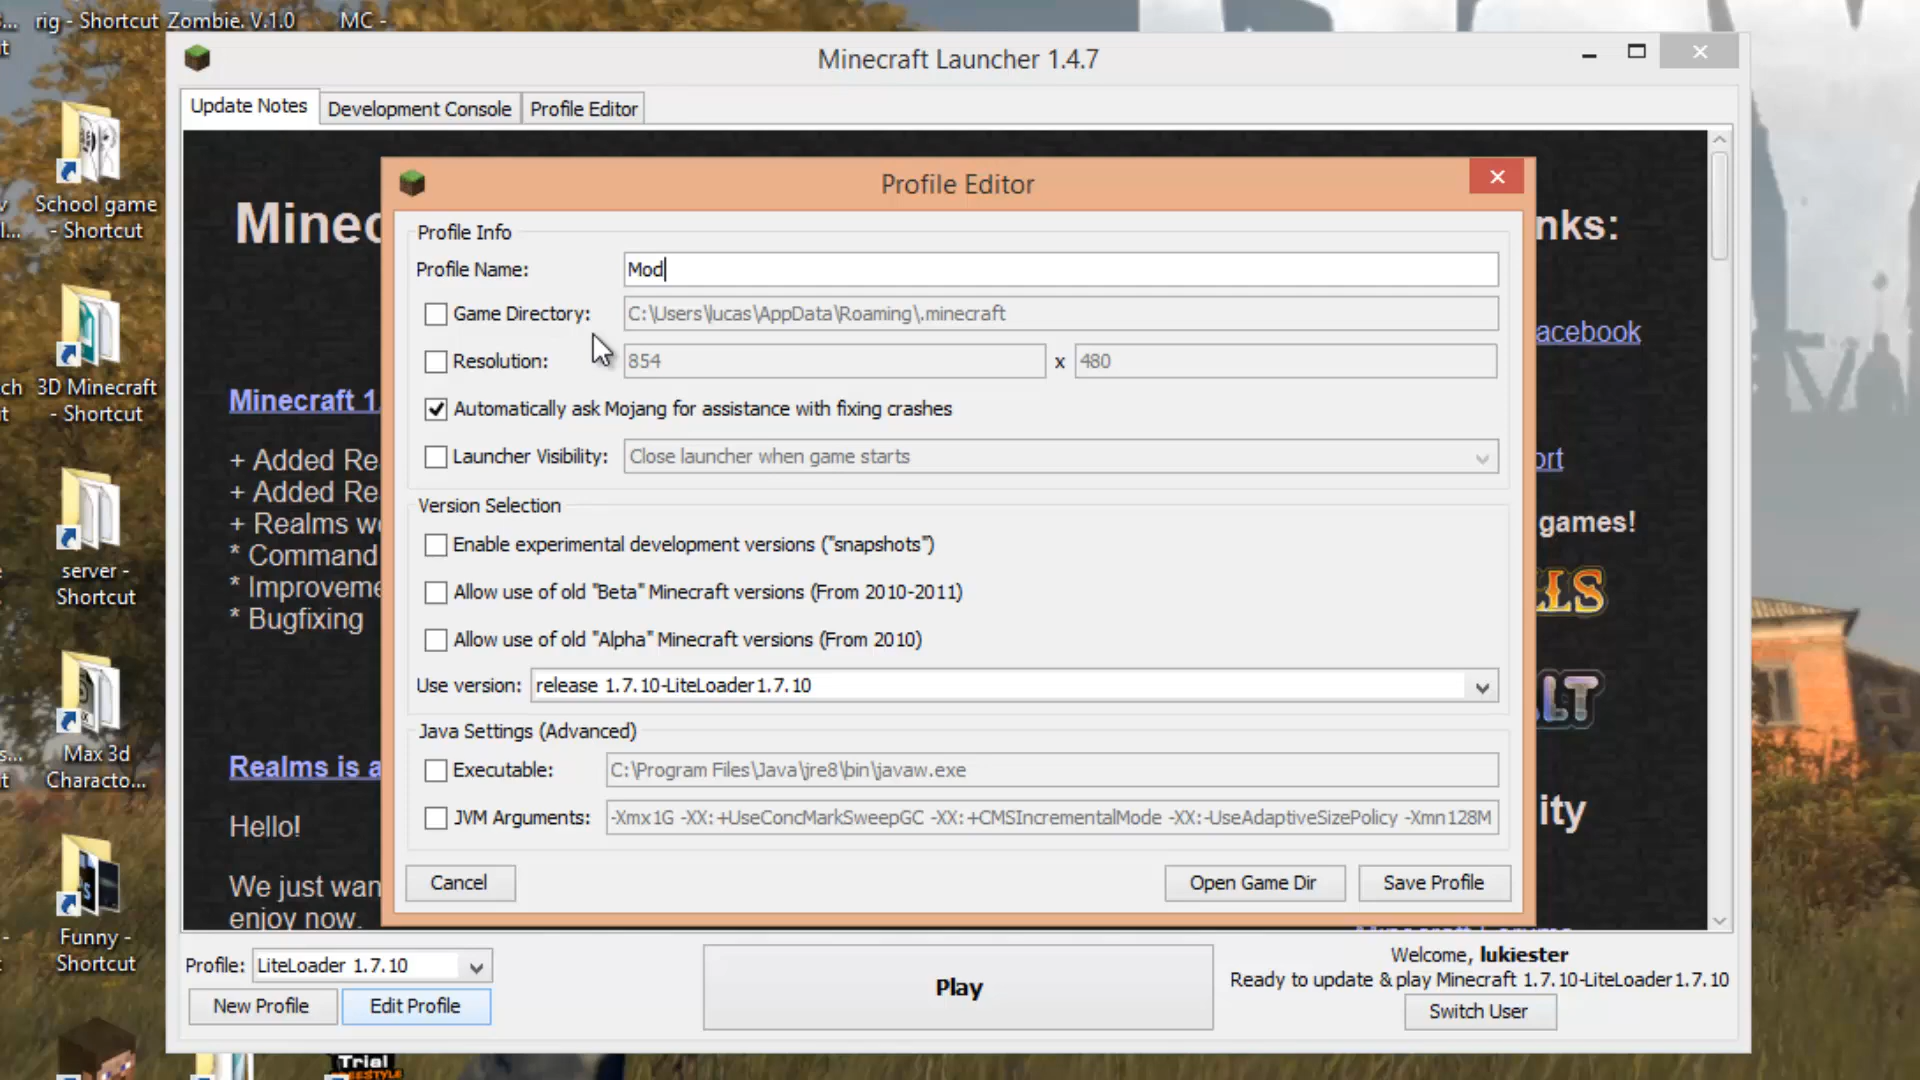 rig - Shortcut Zombie. V.1.0 MC -
Minecraft Launcher 1.4.7
Update Notes Development Console Profile Editor
School game
- Shortcut
3D Minecraft
- Shortcut
server -
Shortcut
Max 3d
Characto...
Funny -
Shortcut
Trial
Minec
Minecraft 1.
+ Added Re
+ Added Re
+ Realms we
* Command
* Improveme
* Bugfixing
Realms is a
Hello!
We just wan
enjoy now.
nks:
acebook
ort
games!
LLS
LT
ity
Profile Editor
Profile Info
Profile Name: Mod
Game Directory: C:\Users\lucas\AppData\Roaming\.minecraft
Resolution: 854 x 480
Automatically ask Mojang for assistance with fixing crashes
Launcher Visibility: Close launcher when game starts
Version Selection
Enable experimental development versions ("snapshots")
Allow use of old "Beta" Minecraft versions (From 2010-2011)
Allow use of old "Alpha" Minecraft versions (From 2010)
Use version: release 1.7.10-LiteLoader1.7.10
Java Settings (Advanced)
Executable: C:\Program Files\Java\jre8\bin\javaw.exe
JVM Arguments: -Xmx1G -XX:+UseConcMarkSweepGC -XX:+CMSIncrementalMode -XX:-UseAdaptiveSizePolicy -Xmn128M
Cancel Open Game Dir Save Profile
Profile: LiteLoader 1.7.10
New Profile Edit Profile
Play
Welcome, lukiester
Ready to update & play Minecraft 1.7.10-LiteLoader1.7.10
Switch User